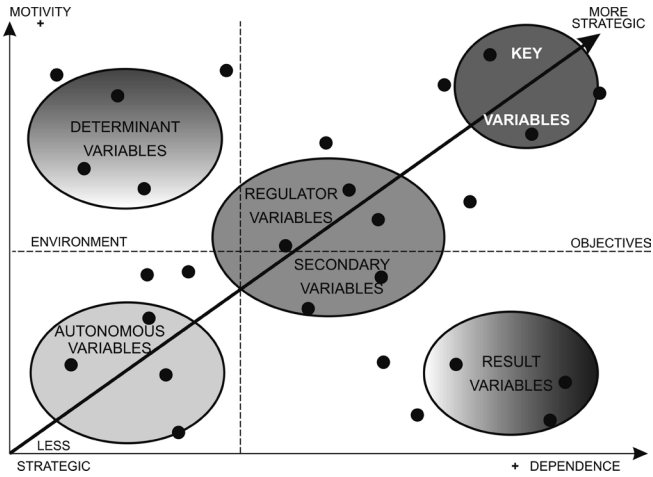 MOTIVITY
+
MORE
STRATEGIC
KEY
VARIABLES
DETERMINANT
VARIABLES
REGULATOR
VARIABLES
ENVIRONMENT
OBJECTIVES
SECONDARY
VARIABLES
AUTONOMOUS
VARIABLES
RESULT
VARIABLES
LESS
STRATEGIC
+ DEPENDENCE